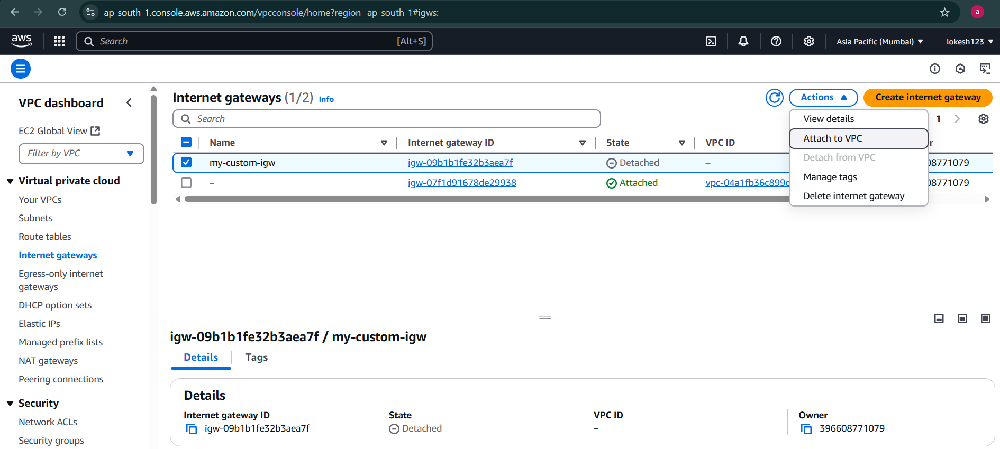 ap-south-1.console.aws.amazon.com/vpcconsole/home?region=ap-south-1#igws:
a
aws
Search
[Alt+S]
Asia Pacific (Mumbai)
lokesh123
VPC dashboard
EC2 Global View
Filter by VPC
Virtual private cloud
Your VPCs
Subnets
Route tables
Internet gateways
Egress-only internet
gateways
DHCP option sets
Elastic IPs
Managed prefix lists
NAT gateways
Peering connections
Security
Network ACLs
Security groups
Internet gateways (1/2) Info
Actions
Create internet gateway
Search
1
View details
Attach to VPC
Detach from VPC
Manage tags
Delete internet gateway
Name Internet gateway ID State VPC ID
my-custom-igw igw-09b1b1fe32b3aea7f Detached – 08771079
– igw-07f1d91678de29938 Attached vpc-04a1fb36c899c 08771079
igw-09b1b1fe32b3aea7f / my-custom-igw
Details Tags
Details
Internet gateway ID State VPC ID Owner
igw-09b1b1fe32b3aea7f Detached – 396608771079